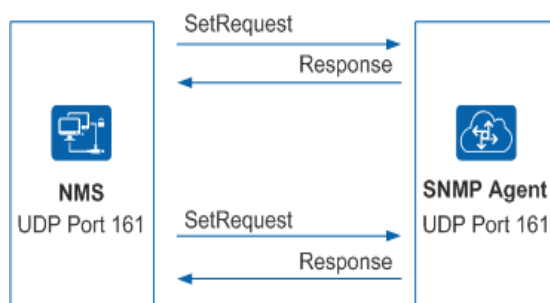 SetRequest
Response
NMS
UDP Port 161
SNMP Agent
UDP Port 161
SetRequest
Response